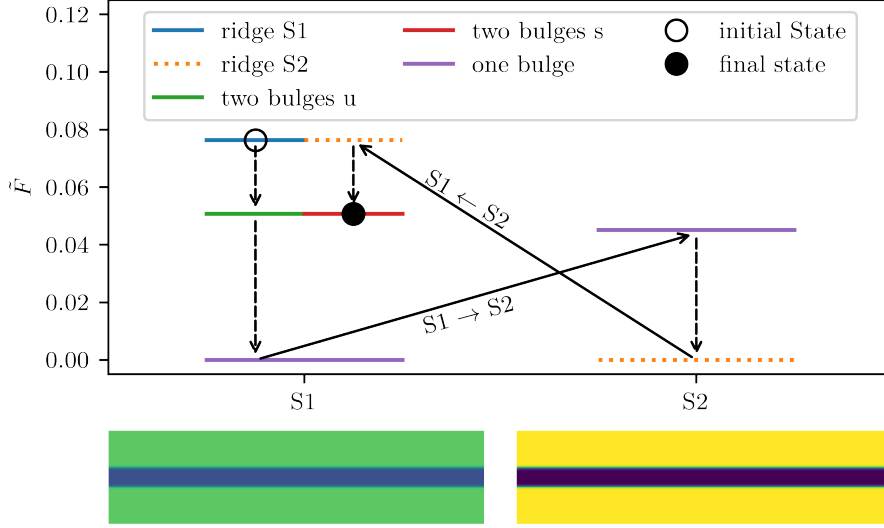 ridge S1
ridge S2
two bulges u
two bulges s
one bulge
initial State
final state
0.12
0.10
0.08
0.06
0.04
0.02
0.00
F̃
S1 ← S2
S1 → S2
S1
S2